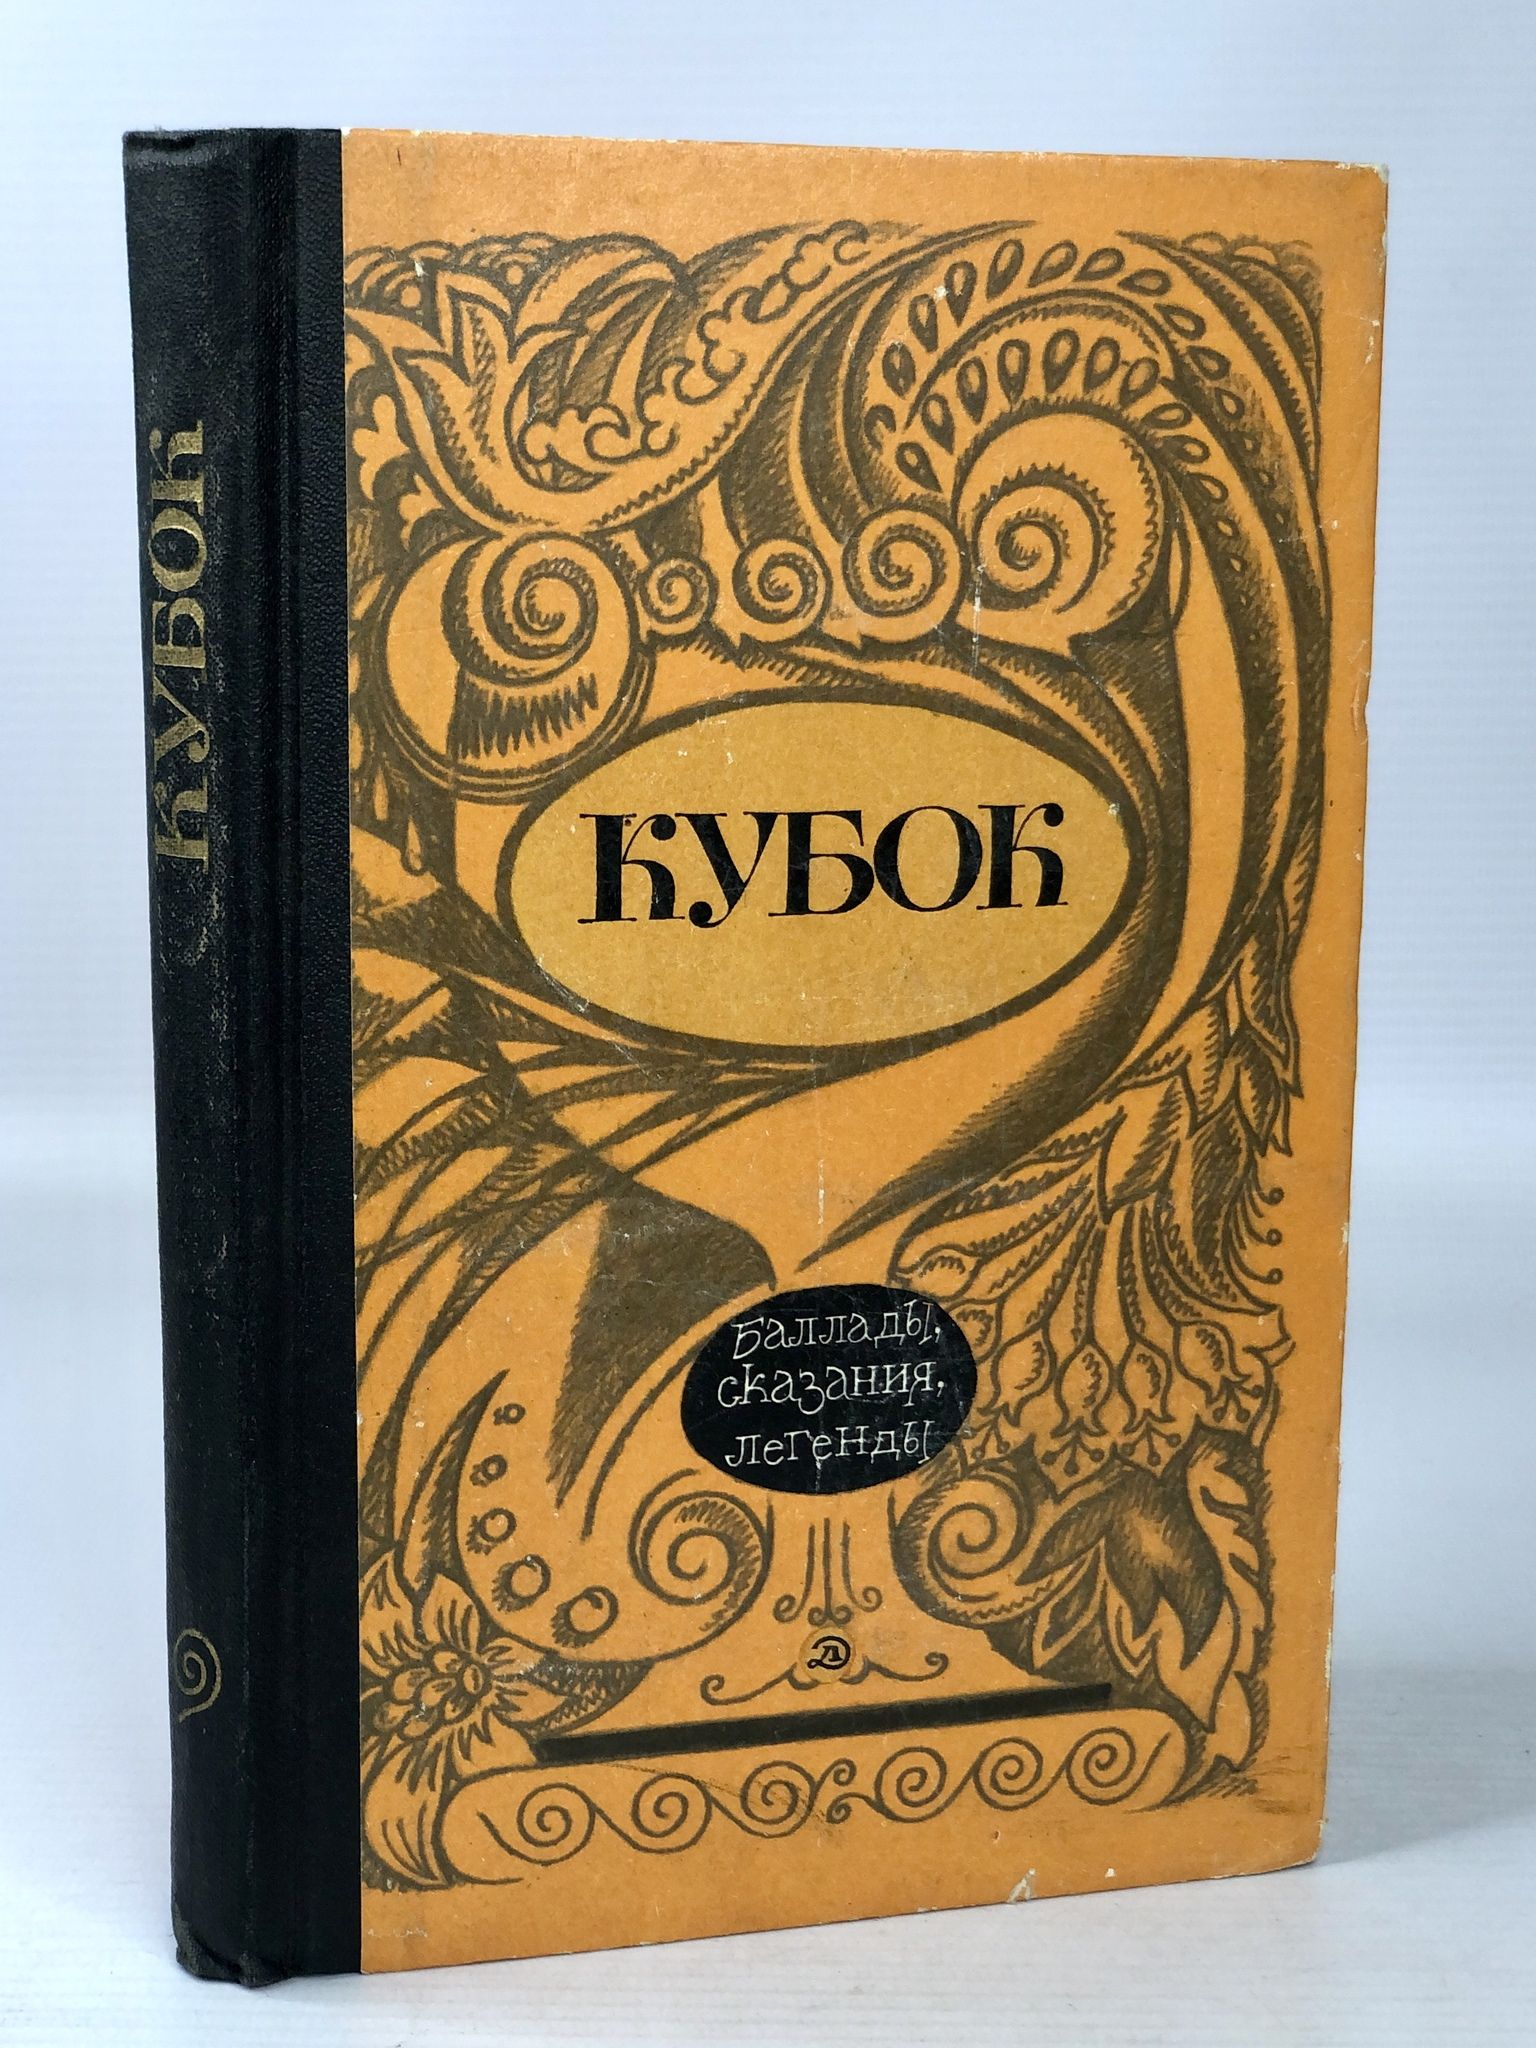 КУБОК
КУБОК
Баллады,
сказания,
легенды
Д